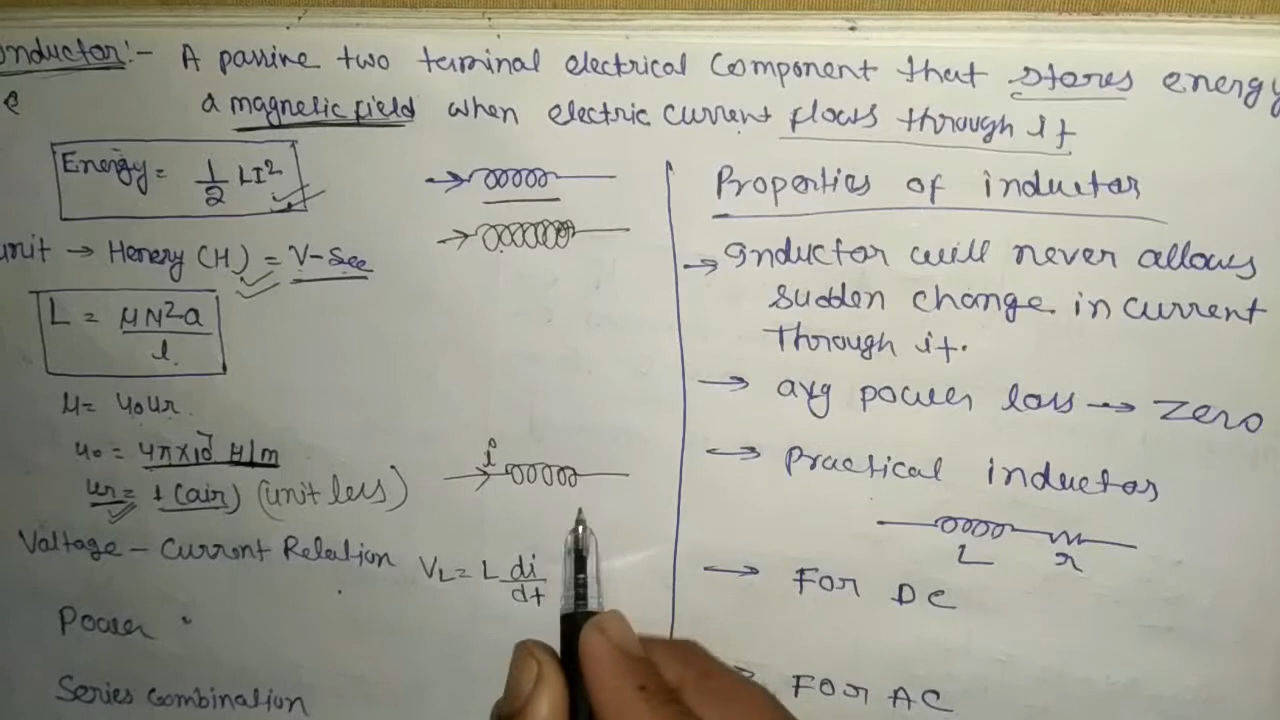 onductor:- A passive two terminal electrical component that stores energy
e a magnetic field when electric current flows through it
Energy = 1/2 LI²
unit → Henery (H) = V-Sec
L = μN²a / l
μ = μ0μr
μ0 = 4π×10⁻⁷ H/m
μr = 1 (air) (unit less)
i
Voltage - Current Relation VL = L di/dt
Power
Series Combination
Properties of inductor
→ Inductor will never allows
sudden change in current
through it.
→ avg power loss → zero
→ Practical inductor
L r
→ For DC
→ For AC